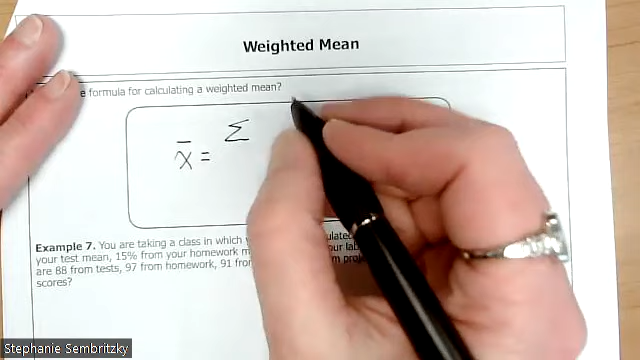 Weighted Mean
formula for calculating a weighted mean?
x̄ = Σ
Example 7. You are taking a class in which
your test mean, 15% from your homework
are 88 from tests, 97 from homework, 91
scores?
Stephanie Sembritzky